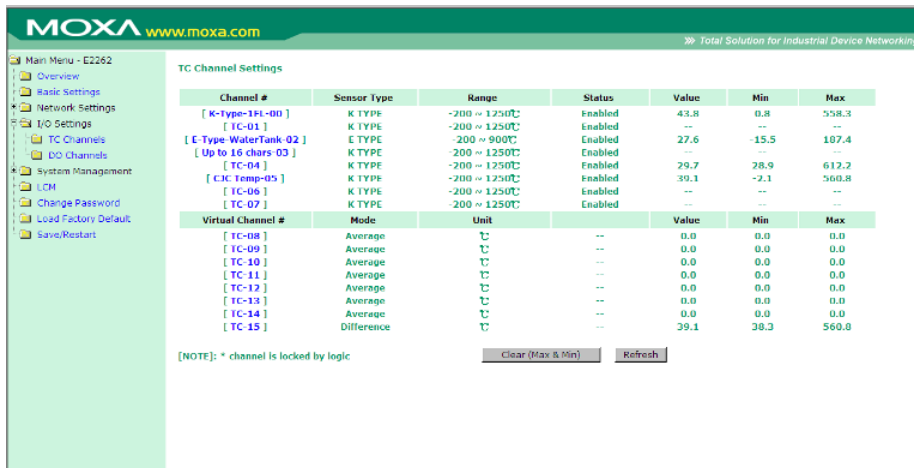 MOXA www.moxa.com
Total Solution for Industrial Device Networking
Main Menu - E2262
Overview
Basic Settings
Network Settings
I/O Settings
TC Channels
DO Channels
System Management
LCM
Change Password
Load Factory Default
Save/Restart
TC Channel Settings
Channel # Sensor Type Range Status Value Min Max
[ K-Type-1FL-00 ] K TYPE -200 ~ 1250℃ Enabled 43.8 0.8 558.3
[ TC-01 ] K TYPE -200 ~ 1250℃ Enabled -- -- --
[ E-Type-WaterTank-02 ] E TYPE -200 ~ 900℃ Enabled 27.6 -15.5 187.4
[ Up to 16 chars-03 ] K TYPE -200 ~ 1250℃ Enabled -- -- --
[ TC-04 ] K TYPE -200 ~ 1250℃ Enabled 29.7 28.9 612.2
[ CJC Temp-05 ] K TYPE -200 ~ 1250℃ Enabled 39.1 -2.1 560.8
[ TC-06 ] K TYPE -200 ~ 1250℃ Enabled -- -- --
[ TC-07 ] K TYPE -200 ~ 1250℃ Enabled -- -- --
Virtual Channel # Mode Unit Value Min Max
[ TC-08 ] Average ℃ -- 0.0 0.0 0.0
[ TC-09 ] Average ℃ -- 0.0 0.0 0.0
[ TC-10 ] Average ℃ -- 0.0 0.0 0.0
[ TC-11 ] Average ℃ -- 0.0 0.0 0.0
[ TC-12 ] Average ℃ -- 0.0 0.0 0.0
[ TC-13 ] Average ℃ -- 0.0 0.0 0.0
[ TC-14 ] Average ℃ -- 0.0 0.0 0.0
[ TC-15 ] Difference ℃ -- 39.1 38.3 560.8
[NOTE]: * channel is locked by logic
Clear (Max & Min) Refresh